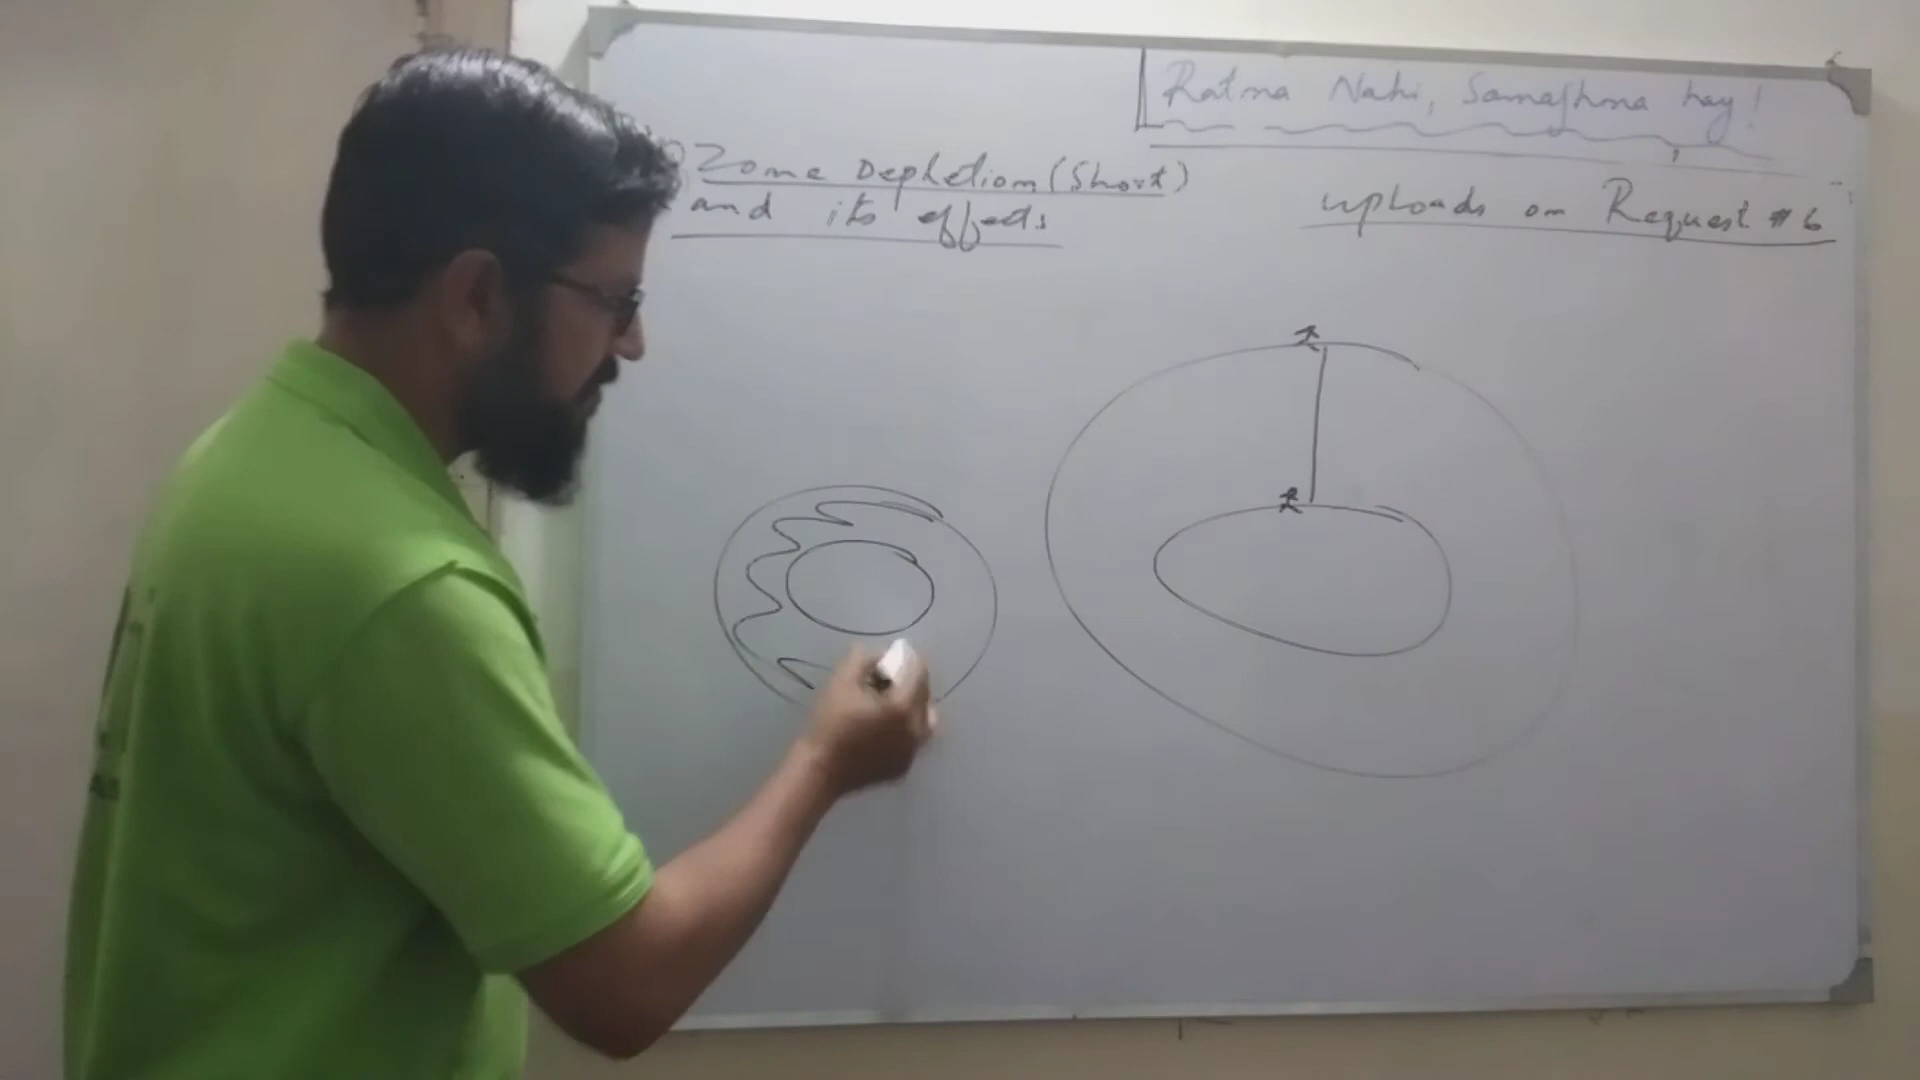 Ratna Nahi, Samajhna hay!
Zone Depletion (Short)
and its effects
uploads on Request #6